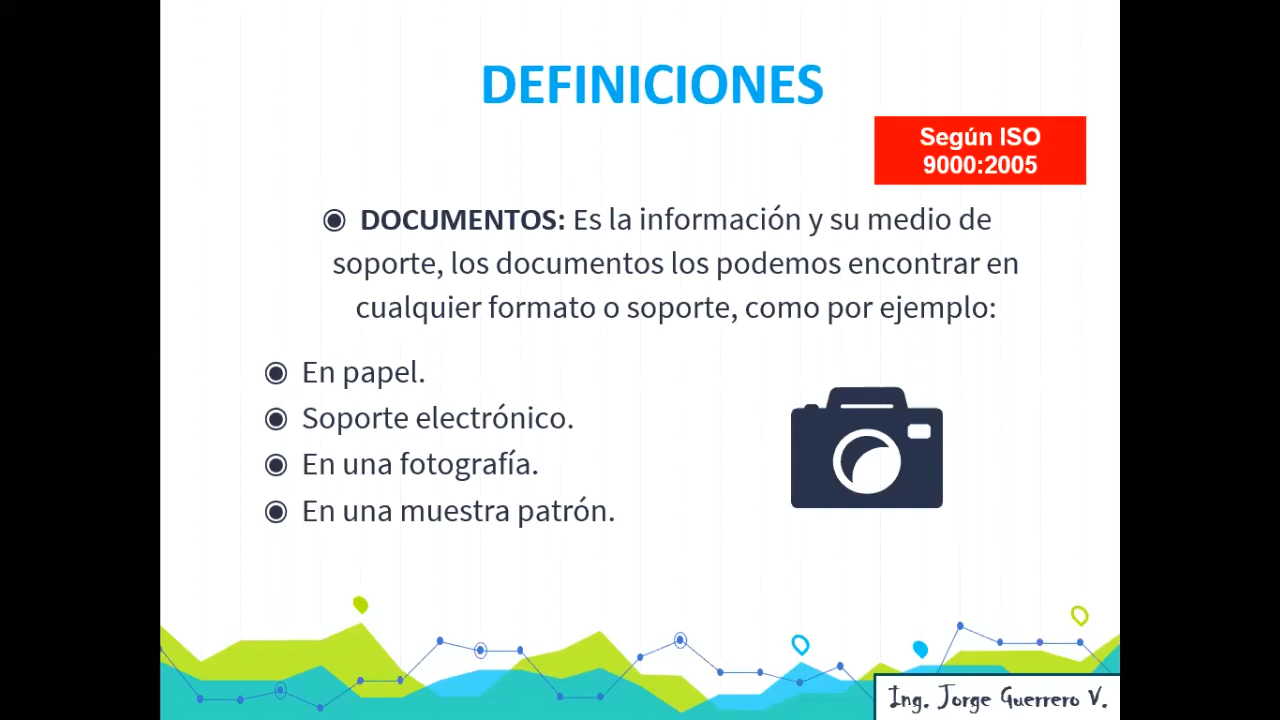 DEFINICIONES
Según ISO
9000:2005
DOCUMENTOS: Es la información y su medio de
soporte, los documentos los podemos encontrar en
cualquier formato o soporte, como por ejemplo:
En papel.
Soporte electrónico.
En una fotografía.
En una muestra patrón.
Ing. Jorge Guerrero V.